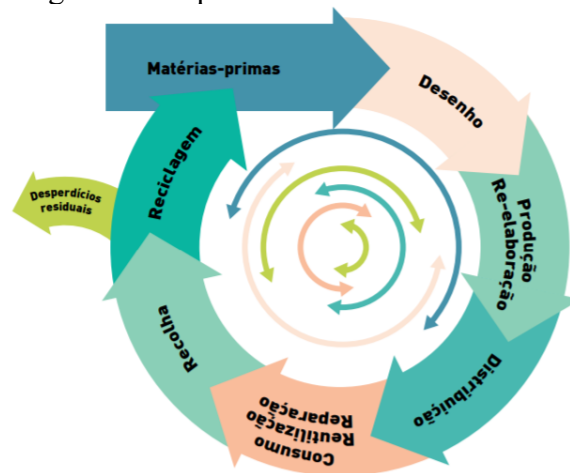 Matérias-primas
Desenho
Produção
Re-elaboração
Distribuição
Consumo
Reutilização
Reparação
Recolha
Reciclagem
Desperdícios
residuais